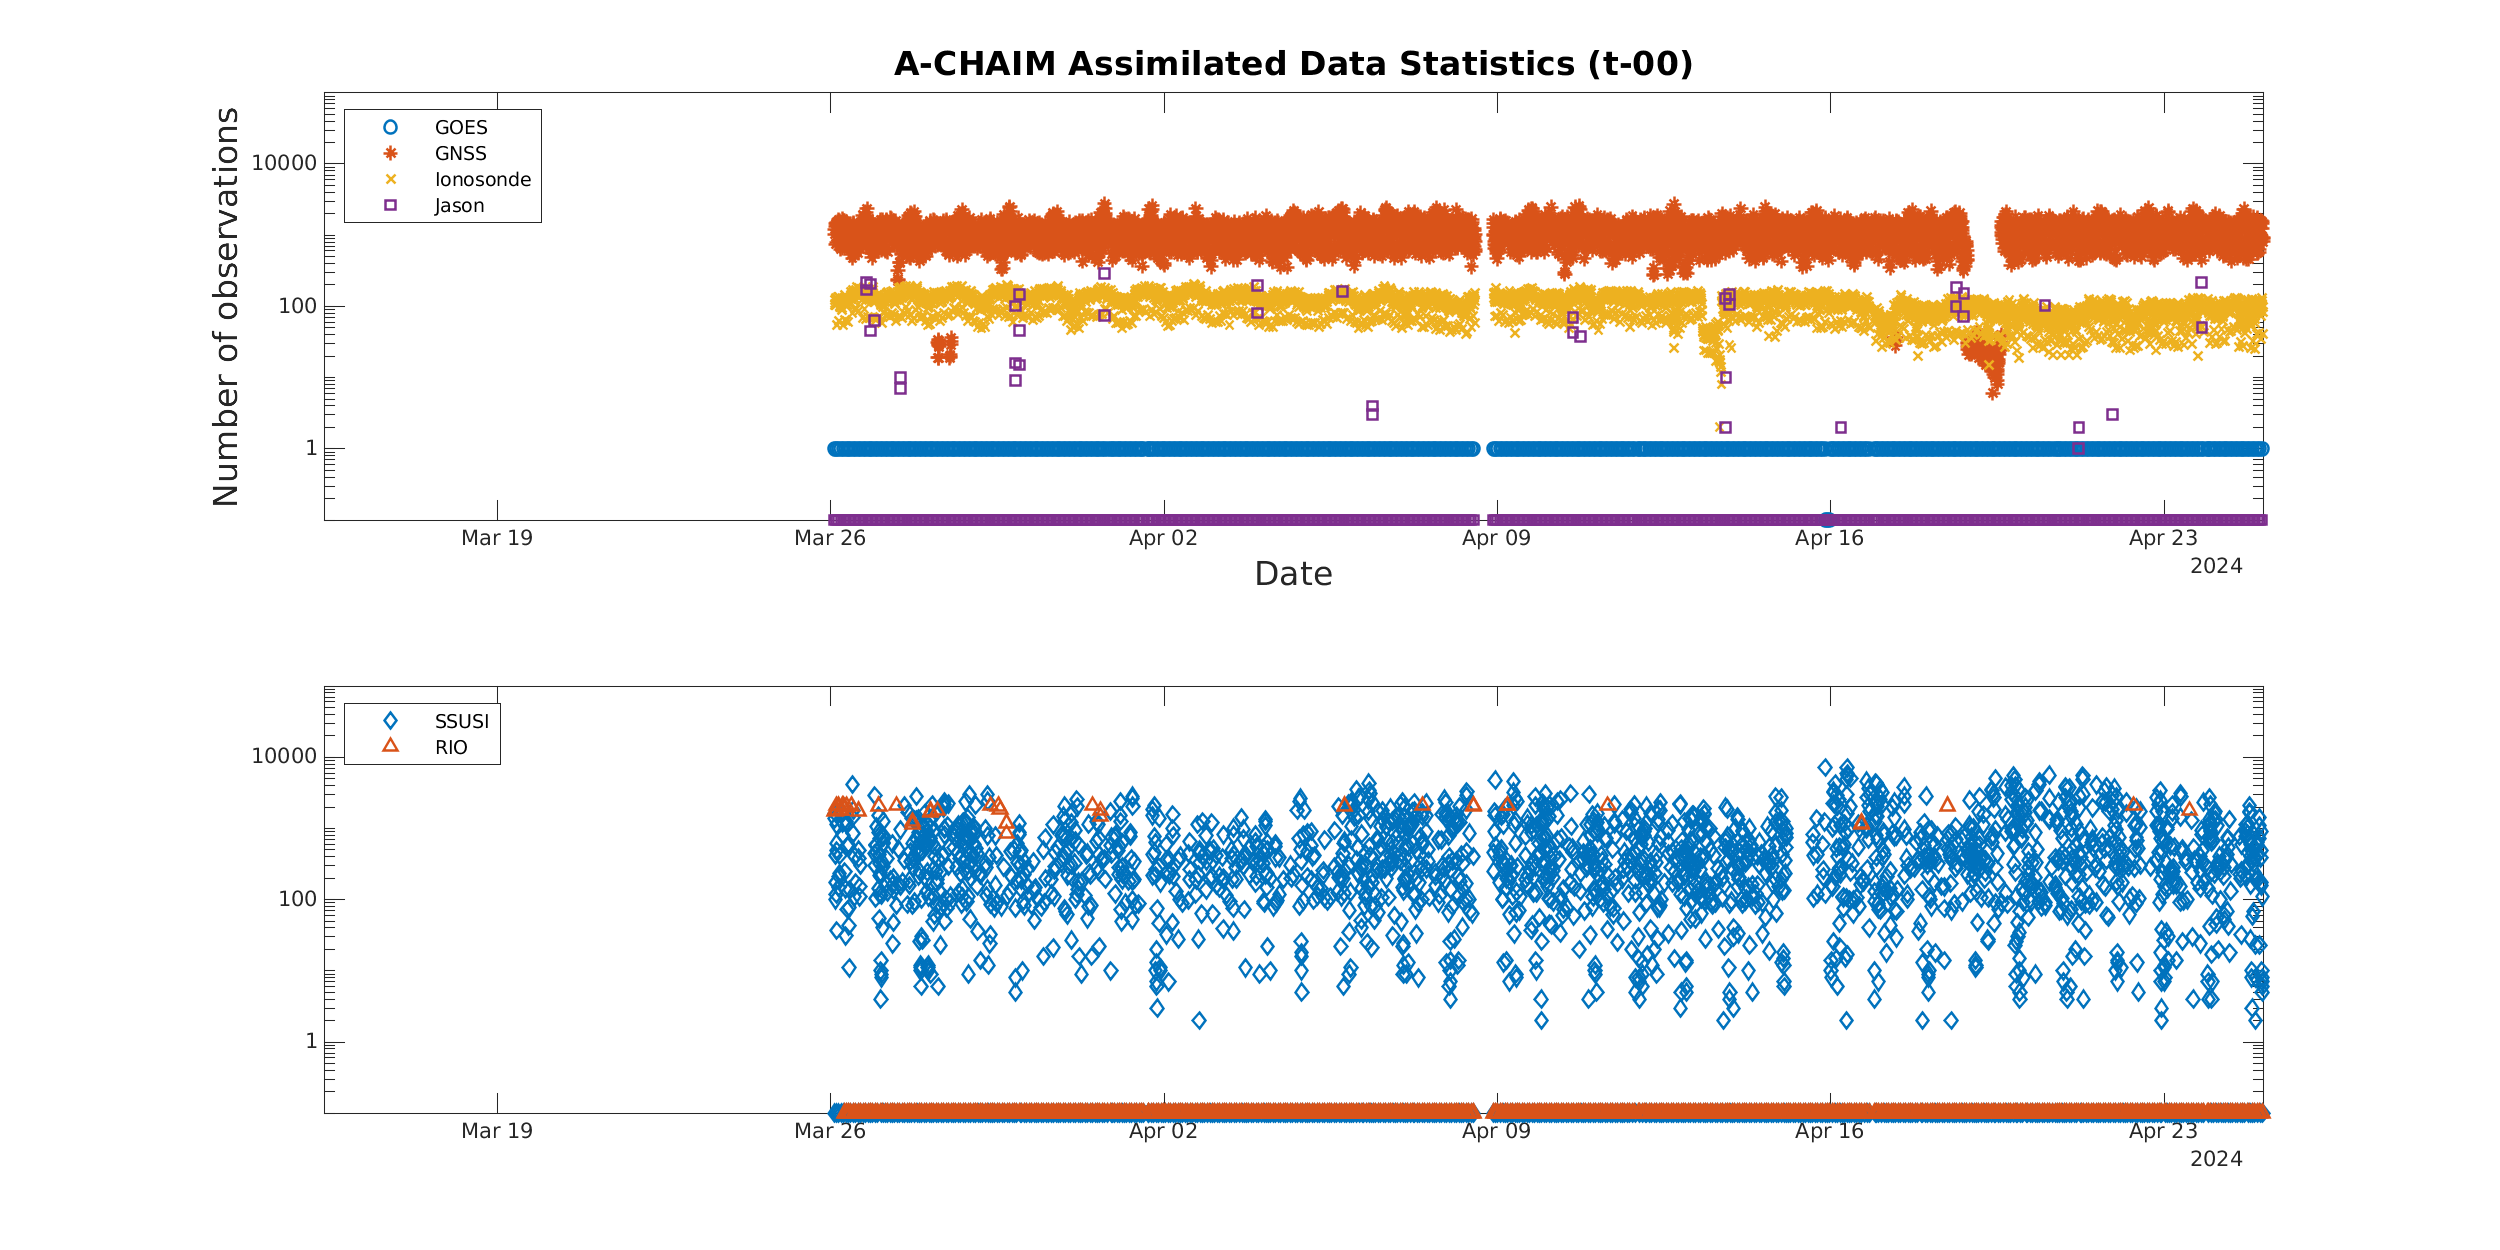 A-CHAIM Assimilated Data Statistics (t-00)
Number of observations
10000
100
1
GOES
GNSS
Ionosonde
Jason
Mar 19
Mar 26
Apr 02
Apr 09
Apr 16
Apr 23
2024
Date
10000
100
1
SSUSI
RIO
Mar 19
Mar 26
Apr 02
Apr 09
Apr 16
Apr 23
2024